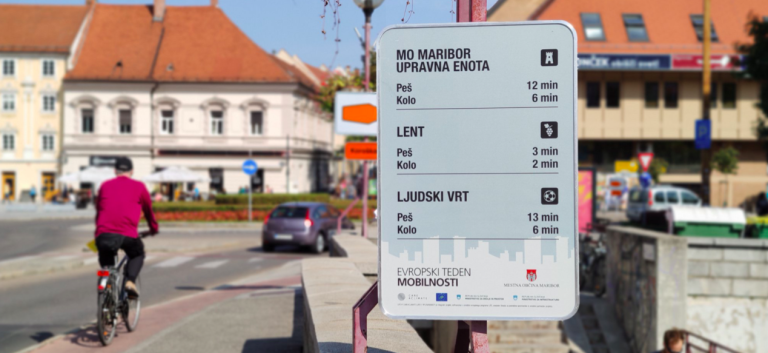 MO MARIBOR
UPRAVNA ENOTA
Peš 12 min
Kolo 6 min
LENT
Peš 3 min
Kolo 2 min
LJUDSKI VRT
Peš 13 min
Kolo 6 min
EVROPSKI TEDEN
MOBILNOSTI
MESTNA OBČINA MARIBOR